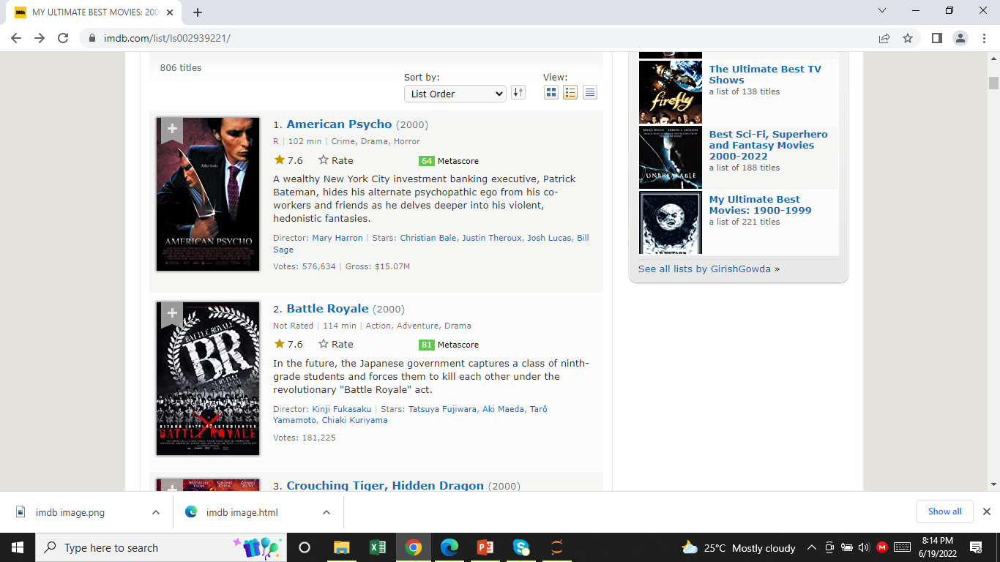 IMDb MY ULTIMATE BEST MOVIES: 200
imdb.com/list/ls002939221/
806 titles
Sort by:
List Order
View:
1. American Psycho (2000)
R | 102 min | Crime, Drama, Horror
7.6 Rate 64 Metascore
A wealthy New York City investment banking executive, Patrick
Bateman, hides his alternate psychopathic ego from his co-
workers and friends as he delves deeper into his violent,
hedonistic fantasies.
Director: Mary Harron | Stars: Christian Bale, Justin Theroux, Josh Lucas, Bill
Sage
Votes: 576,634 | Gross: $15.07M
Killer looks.
AMERICAN PSYCHO
2. Battle Royale (2000)
Not Rated | 114 min | Action, Adventure, Drama
7.6 Rate 81 Metascore
In the future, the Japanese government captures a class of ninth-
grade students and forces them to kill each other under the
revolutionary "Battle Royale" act.
Director: Kinji Fukasaku | Stars: Tatsuya Fujiwara, Aki Maeda, Tarô
Yamamoto, Chiaki Kuriyama
Votes: 181,225
BATTLE ROYALE
BR
BATTLE ROYALE
3. Crouching Tiger, Hidden Dragon (2000)
The Ultimate Best TV
Shows
a list of 138 titles
firefly
Best Sci-Fi, Superhero
and Fantasy Movies
2000-2022
a list of 188 titles
BRUCE WILLIS SAMUEL L. JACKSON
UNBREAKABLE
My Ultimate Best
Movies: 1900-1999
a list of 221 titles
See all lists by GirishGowda »
imdb image.png
imdb image.html
Show all
Type here to search
25°C Mostly cloudy
8:14 PM
6/19/2022